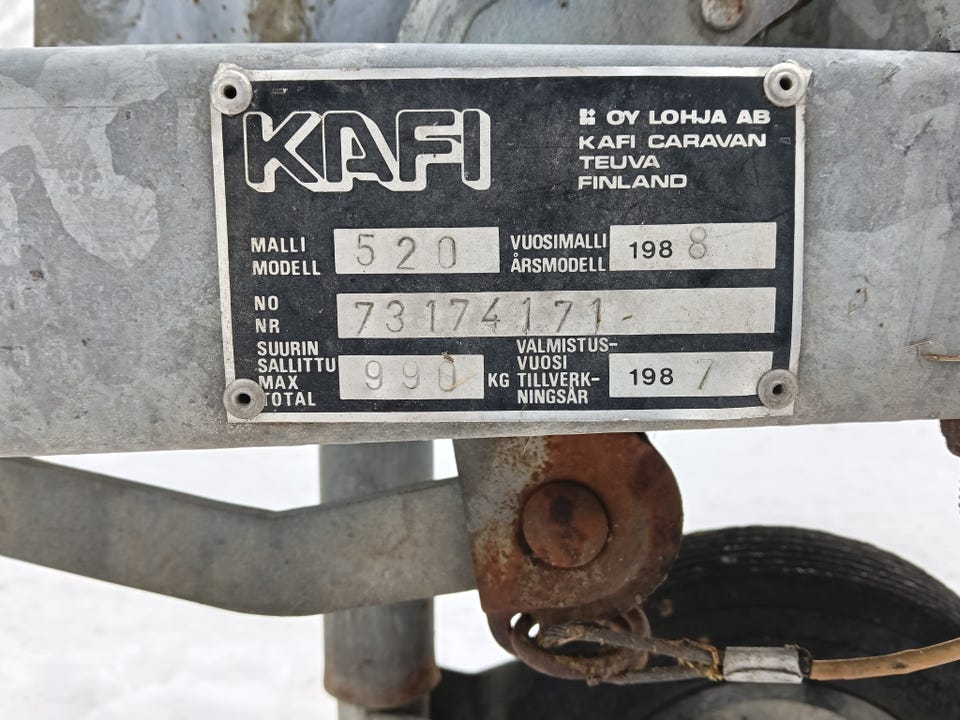 KAFI
OY LOHJA AB
KAFI CARAVAN
TEUVA
FINLAND
MALLI
MODELL
520
VUOSIMALLI
ÅRSMODELL
1988
NO
NR
73174171-
SUURIN
SALLITTU
MAX
TOTAL
990 KG
VALMISTUS-
VUOSI
TILLVERK-
NINGSÅR
1987